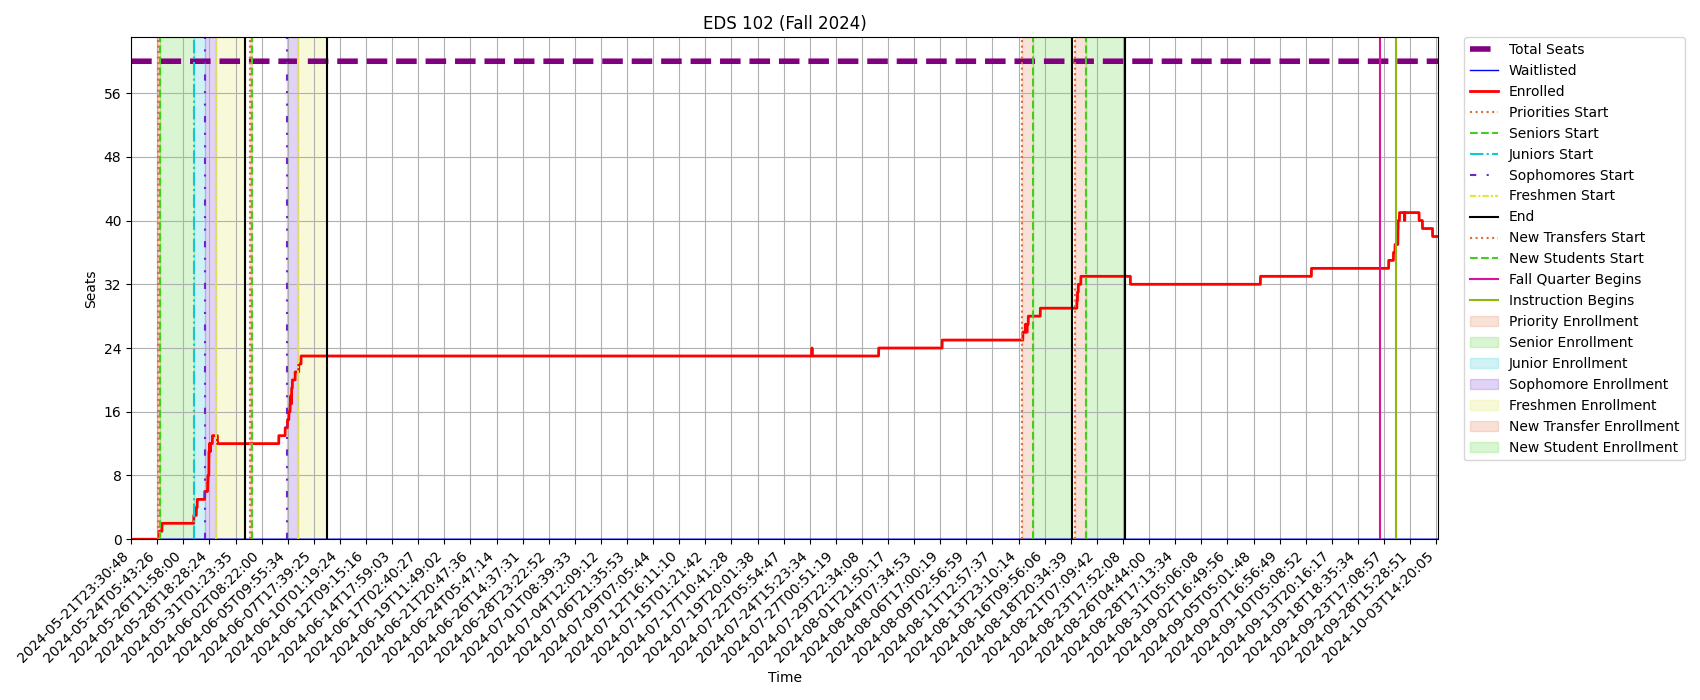 EDS 102 (Fall 2024)
Seats
56
48
40
32
24
16
8
0
2024-05-21T23:30:48
2024-05-24T05:43:26
2024-05-26T11:58:00
2024-05-28T18:28:24
2024-05-31T01:23:35
2024-06-02T08:22:00
2024-06-05T09:55:34
2024-06-07T17:39:25
2024-06-10T01:19:24
2024-06-12T09:15:16
2024-06-14T17:59:03
2024-06-17T02:40:27
2024-06-19T11:49:02
2024-06-21T20:47:36
2024-06-24T05:47:14
2024-06-26T14:37:31
2024-06-28T23:22:52
2024-07-01T08:39:33
2024-07-04T12:09:12
2024-07-06T21:35:53
2024-07-09T07:05:44
2024-07-12T16:11:10
2024-07-15T01:21:42
2024-07-17T10:41:28
2024-07-19T20:01:38
2024-07-22T05:54:47
2024-07-24T15:23:34
2024-07-27T00:51:19
2024-07-29T22:34:08
2024-08-01T21:50:17
2024-08-04T07:34:53
2024-08-06T17:00:19
2024-08-09T02:56:59
2024-08-11T12:57:37
2024-08-13T23:10:14
2024-08-16T09:56:06
2024-08-18T20:34:39
2024-08-21T07:09:42
2024-08-23T17:52:08
2024-08-26T04:44:00
2024-08-28T17:13:34
2024-08-31T05:06:08
2024-09-02T16:49:56
2024-09-05T05:01:48
2024-09-07T16:56:49
2024-09-10T05:08:52
2024-09-13T20:16:17
2024-09-18T18:35:34
2024-09-23T17:08:57
2024-09-28T15:28:51
2024-10-03T14:20:05
Time
Total Seats
Waitlisted
Enrolled
Priorities Start
Seniors Start
Juniors Start
Sophomores Start
Freshmen Start
End
New Transfers Start
New Students Start
Fall Quarter Begins
Instruction Begins
Priority Enrollment
Senior Enrollment
Junior Enrollment
Sophomore Enrollment
Freshmen Enrollment
New Transfer Enrollment
New Student Enrollment